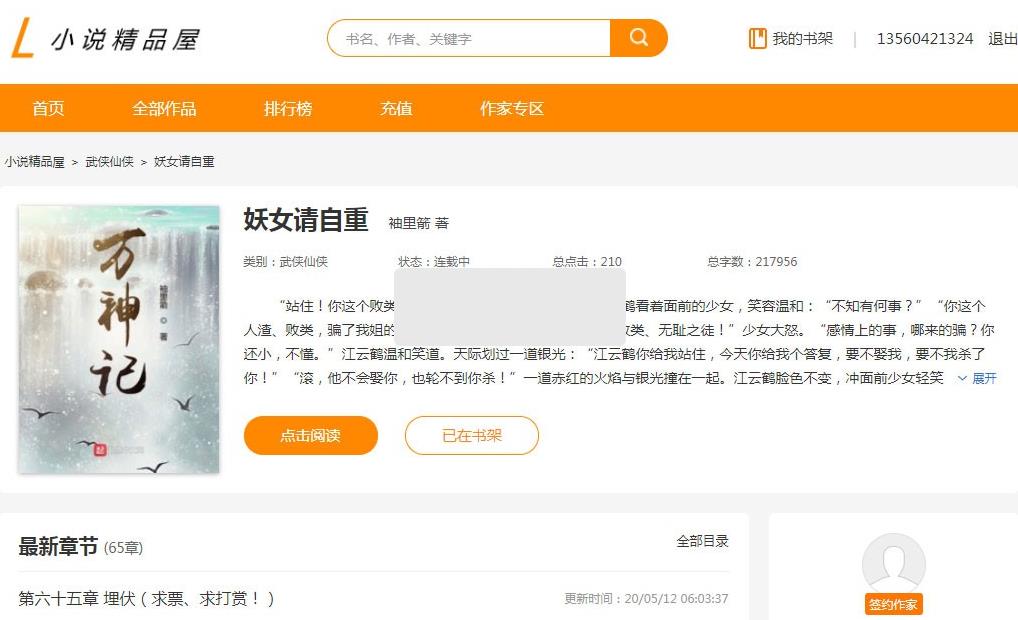 小说精品屋
书名、作者、关键字
我的书架 | 13560421324 退出
首页 全部作品 排行榜 充值 作家专区
小说精品屋 > 武侠仙侠 > 妖女请自重
万神记
袖里箭 著
妖女请自重 袖里箭 著
类别：武侠仙侠 状态：连载中 总点击：210 总字数：217956
“站住！你这个败类 鹤看着面前的少女，笑容温和：“不知有何事？” “你这个
人渣、败类，骗了我姐的 类、无耻之徒！”少女大怒。 “感情上的事，哪来的骗？你
还小，不懂。”江云鹤温和笑道。天际划过一道银光：“江云鹤你给我站住，今天你给我个答复，要不娶我，要不我杀了
你！” “滚，他不会娶你，也轮不到你杀！”一道赤红的火焰与银光撞在一起。江云鹤脸色不变，冲面前少女轻笑 展开
点击阅读 已在书架
最新章节 (65章) 全部目录
第六十五章 埋伏（求票、求打赏！） 更新时间：20/05/12 06:03:37
签约作家